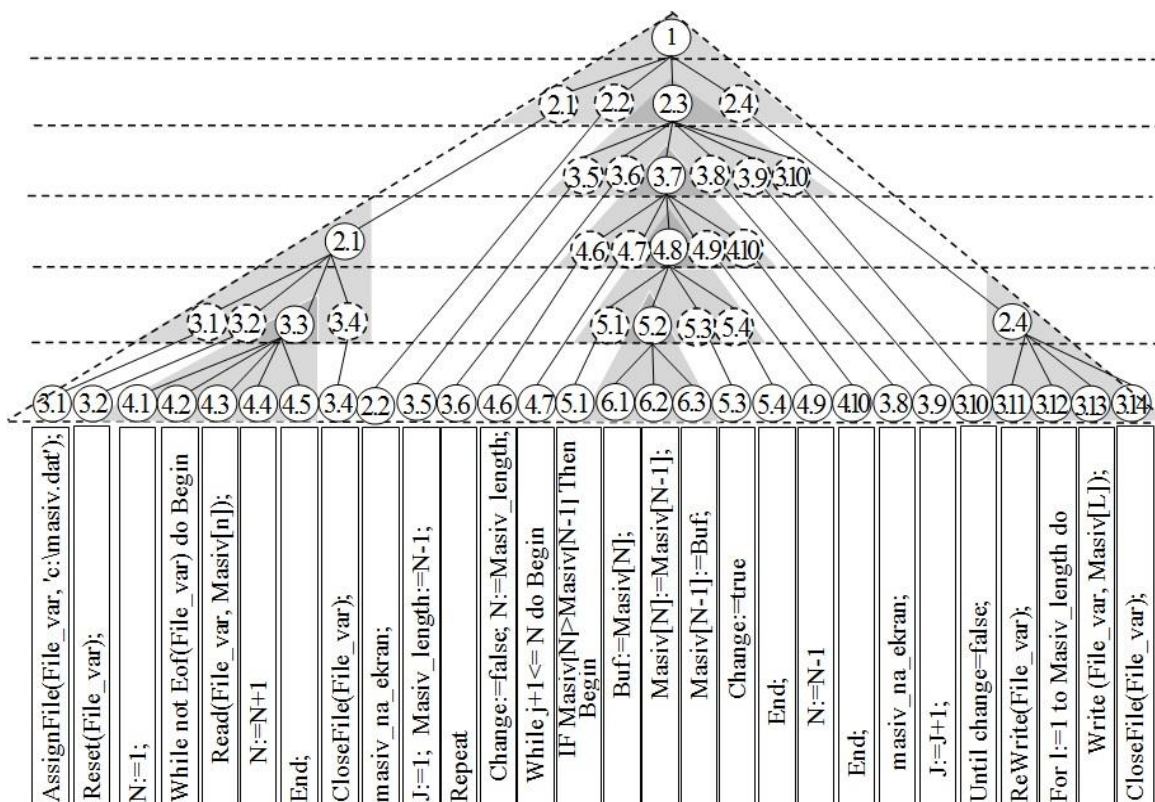 1
2.1 2.2 2.3 2.4
3.5 3.6 3.7 3.8 3.9 3.10
2.1 4.6 4.7 4.8 4.9 4.10
3.1 3.2 3.3 3.4 5.1 5.2 5.3 5.4 2.4
3.1 3.2 4.1 4.2 4.3 4.4 4.5 3.4 2.2 3.5 3.6 4.6 4.7 5.1 6.1 6.2 6.3 5.3 5.4 4.9 4.10 3.8 3.9 3.10 3.11 3.12 3.13 3.14
AssignFile(File_var, 'c:\masiv.dat');
Reset(File_var);
N:=1;
While not Eof(File_var) do Begin
Read(File_var, Masiv[n]);
N:=N+1
End;
CloseFile(File_var);
masiv_na_ekran;
J:=1; Masiv_length:=N-1;
Repeat
Change:=false; N:=Masiv_length;
While j+1<= N do Begin
IF Masiv[N]>Masiv[N-1] Then
Begin
Buf:=Masiv[N];
Masiv[N]:=Masiv[N-1];
Masiv[N-1]:=Buf;
Change:=true
End;
N:=N-1
End;
masiv_na_ekran;
J:=J+1;
Until change=false;
ReWrite(File_var);
For l:=1 to Masiv_length do
Write (File_var, Masiv[L]);
CloseFile(File_var);